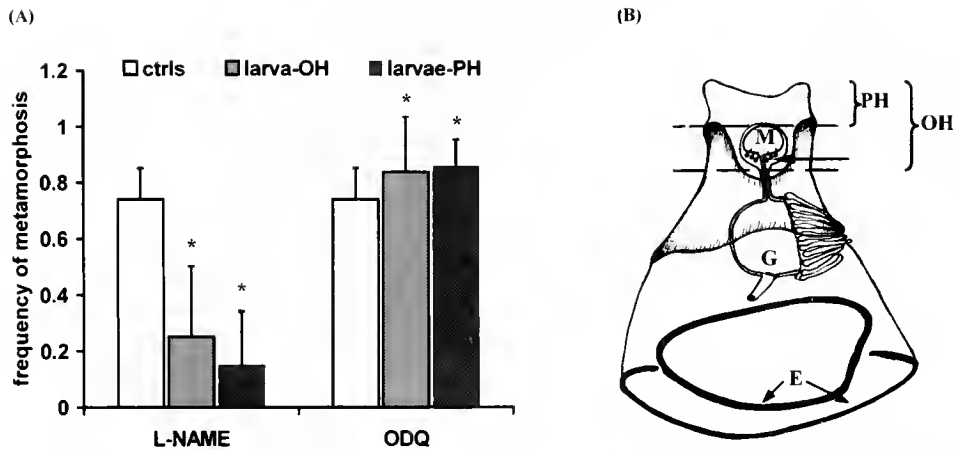 (A)
(B)
ctrls larva-OH larvae-PH
frequency of metamorphosis
1.2
1
0.8
0.6
0.4
0.2
0
*
*
*
*
L-NAME ODQ
PH
OH
M
G
E